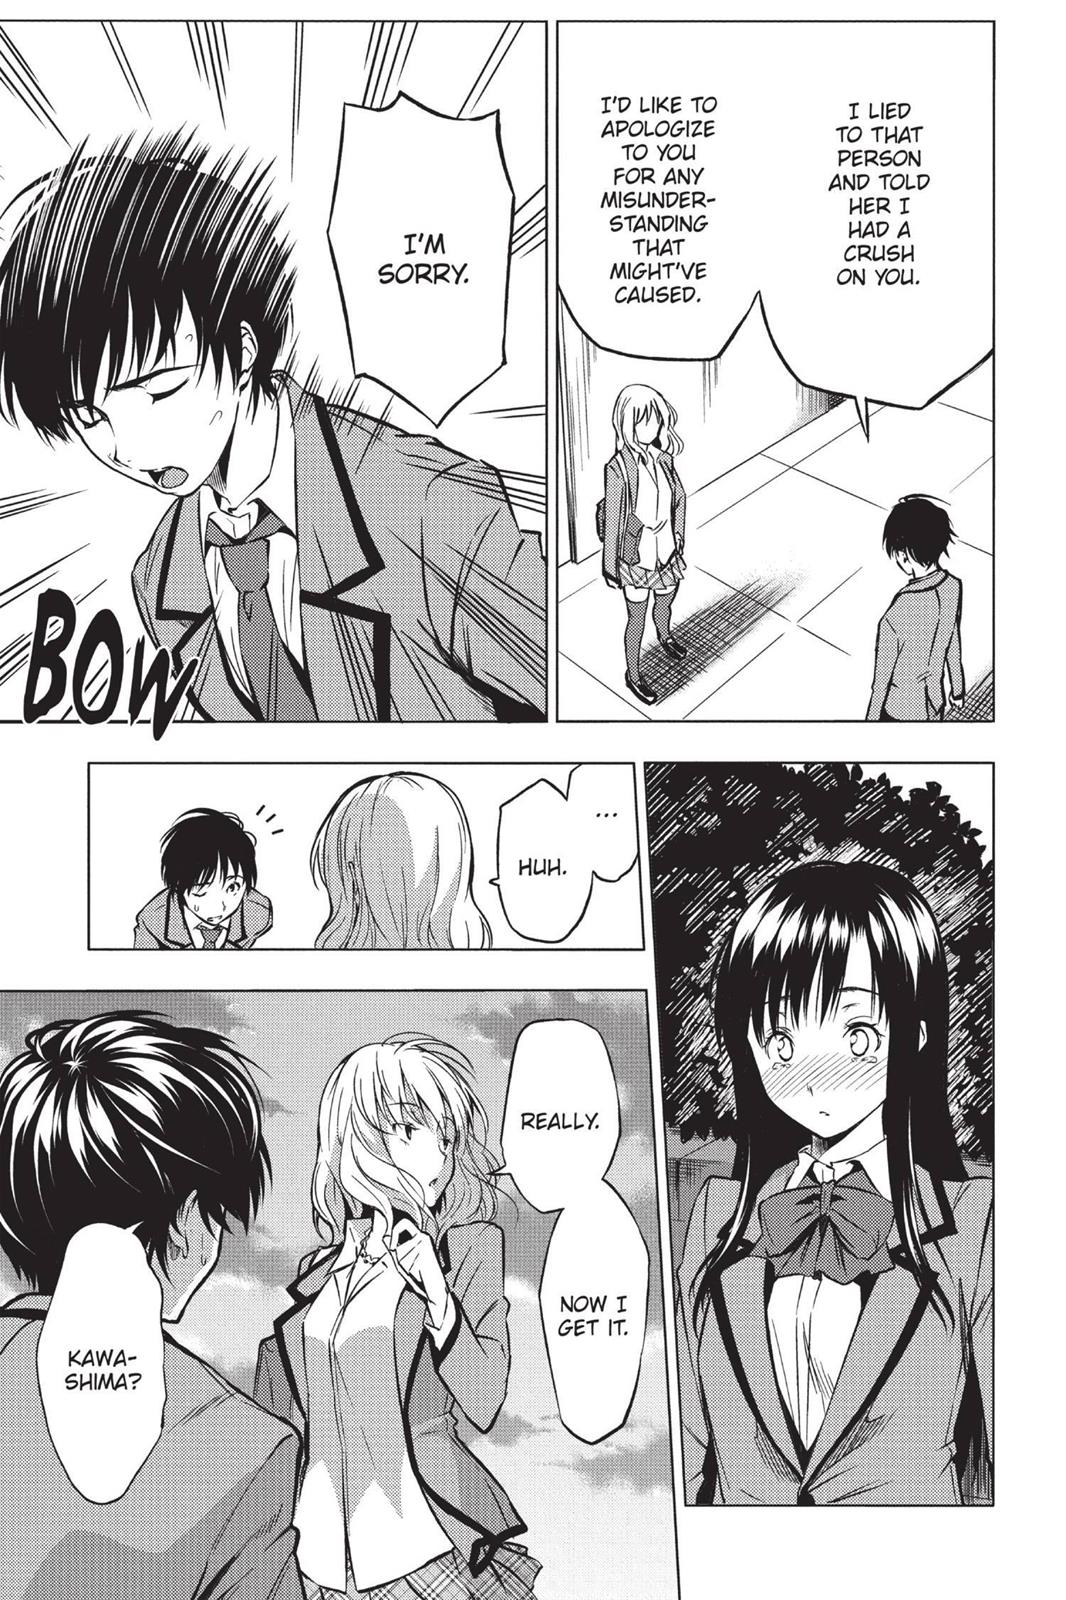 I LIED
TO THAT
PERSON
AND TOLD
HER I
HAD A
CRUSH
ON YOU.
I'D LIKE TO
APOLOGIZE
TO YOU
FOR ANY
MISUNDER-
STANDING
THAT
MIGHT'VE
CAUSED.
I'M
SORRY.
BOW
...
HUH.
REALLY.
NOW I
GET IT.
KAWA-
SHIMA?